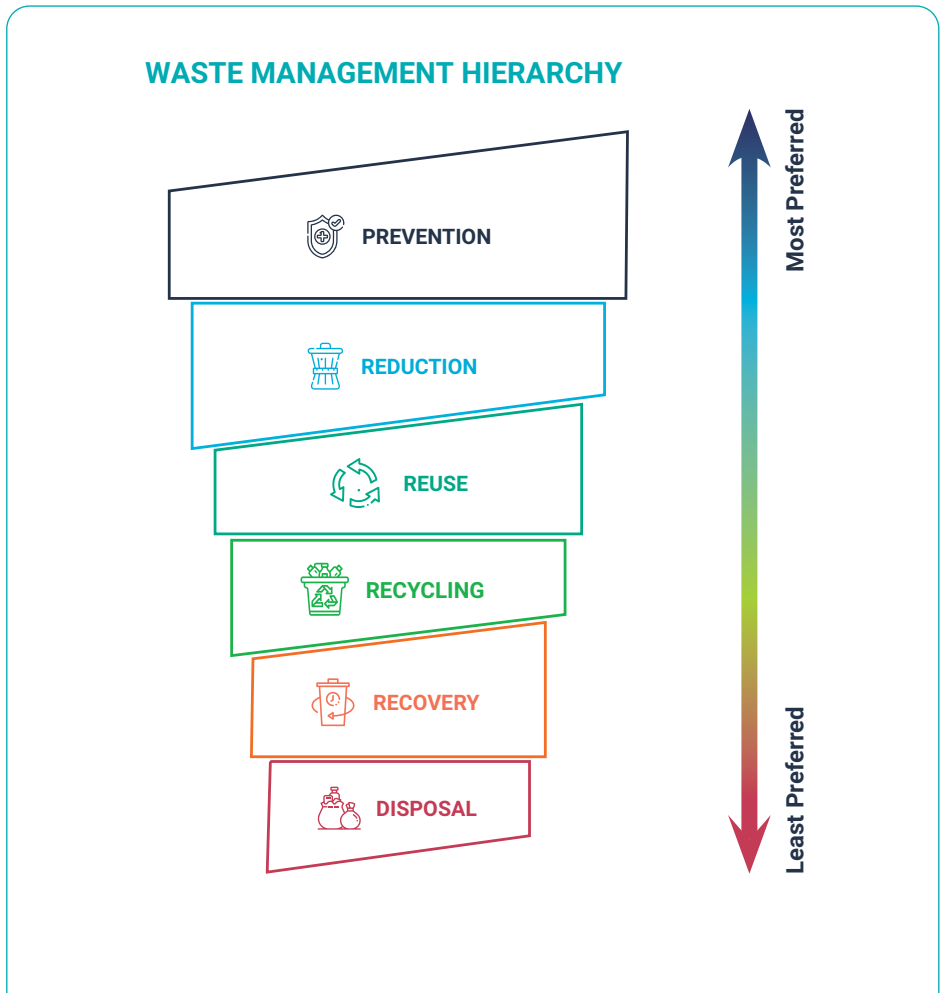 WASTE MANAGEMENT HIERARCHY
Most Preferred
PREVENTION
REDUCTION
REUSE
RECYCLING
RECOVERY
DISPOSAL
Least Preferred